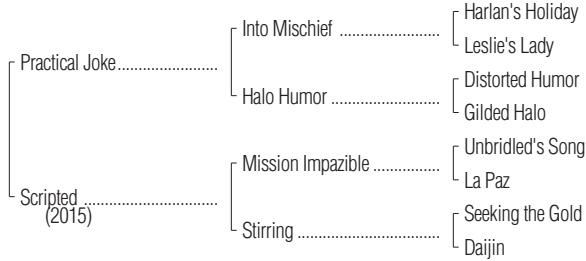 Harlan's Holiday
Into Mischief ....................
Leslie's Lady
Practical Joke ....................
Distorted Humor
Halo Humor ....................
Gilded Halo
Unbridled's Song
Mission Impazible ....................
La Paz
Scripted ....................
(2015)
Seeking the Gold
Stirring ....................
Daijin